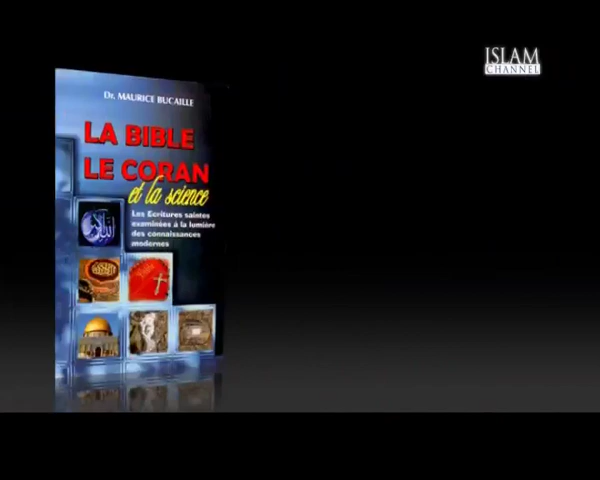 ISLAM
CHANNEL
Dr. MAURICE BUCAILLE
LA BIBLE
LE CORAN
et la science
Les Ecritures saintes
examinées à la lumière
des connaissances
modernes